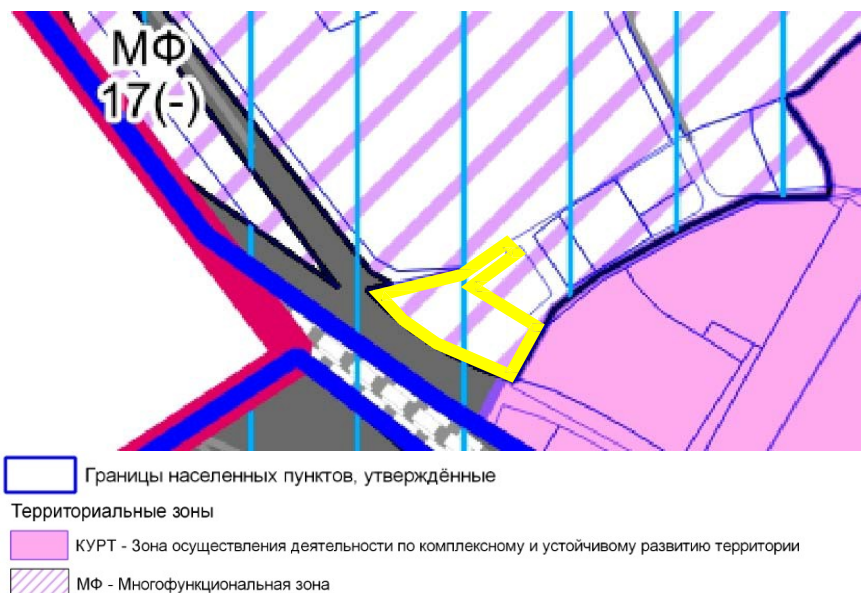 МФ
17(-)
Границы населенных пунктов, утверждённые
Территориальные зоны
КУРТ - Зона осуществления деятельности по комплексному и устойчивому развитию территории
МФ - Многофункциональная зона